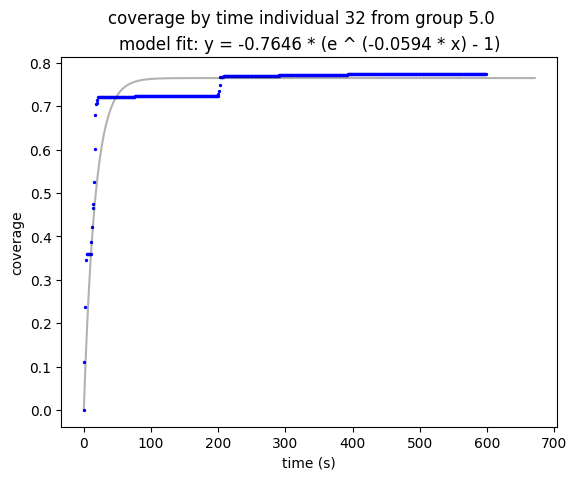 coverage by time individual 32 from group 5.0
model fit: y = -0.7646 * (e ^ (-0.0594 * x) - 1)
0.8
0.7
0.6
0.5
0.4
0.3
0.2
0.1
0.0
coverage
0 100 200 300 400 500 600 700
time (s)